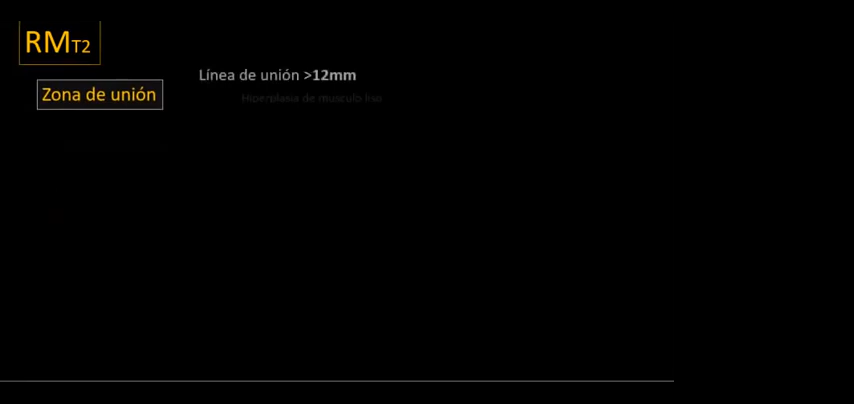 RMT2
Línea de unión >12mm
Zona de unión
Hiperplasia de musculo liso